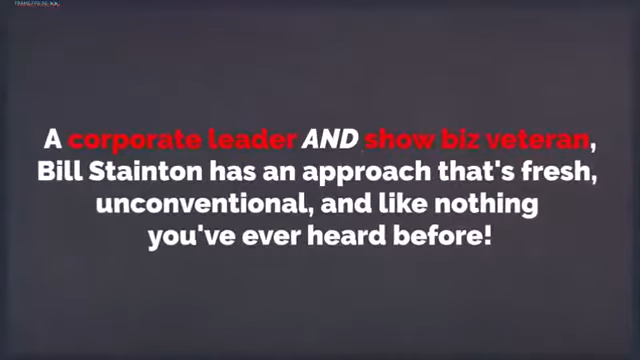 A corporate leader AND show biz veteran,
Bill Stainton has an approach that's fresh,
unconventional, and like nothing
you've ever heard before!